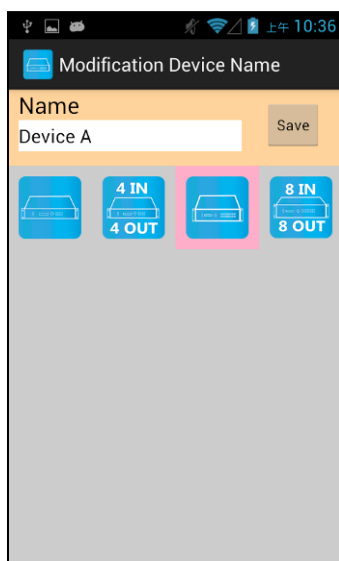 上午 10:36
Modification Device Name
Name
Device A
Save
4 IN
4 OUT
8 IN
8 OUT